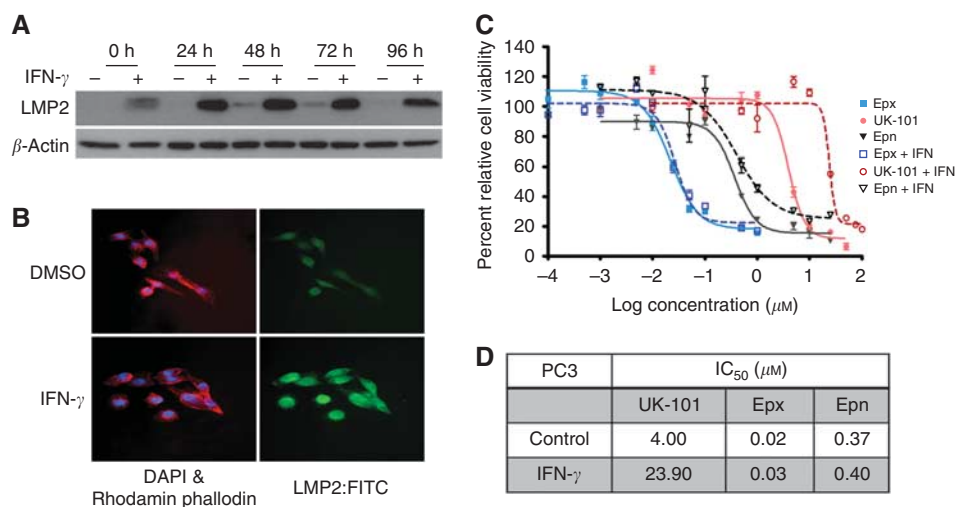 A
0 h 24 h 48 h 72 h 96 h
IFN-γ – + – + – + – + – +
LMP2
β-Actin
B
DMSO
IFN-γ
DAPI &
Rhodamin phallodin
LMP2:FITC
C
Percent relative cell viability
140
120
100
80
60
40
20
0
–4 –3 –2 –1 0 1 2
Log concentration (μM)
Epx
UK-101
Epn
Epx + IFN
UK-101 + IFN
Epn + IFN
D
PC3 IC50 (μM)
UK-101 Epx Epn
Control 4.00 0.02 0.37
IFN-γ 23.90 0.03 0.40